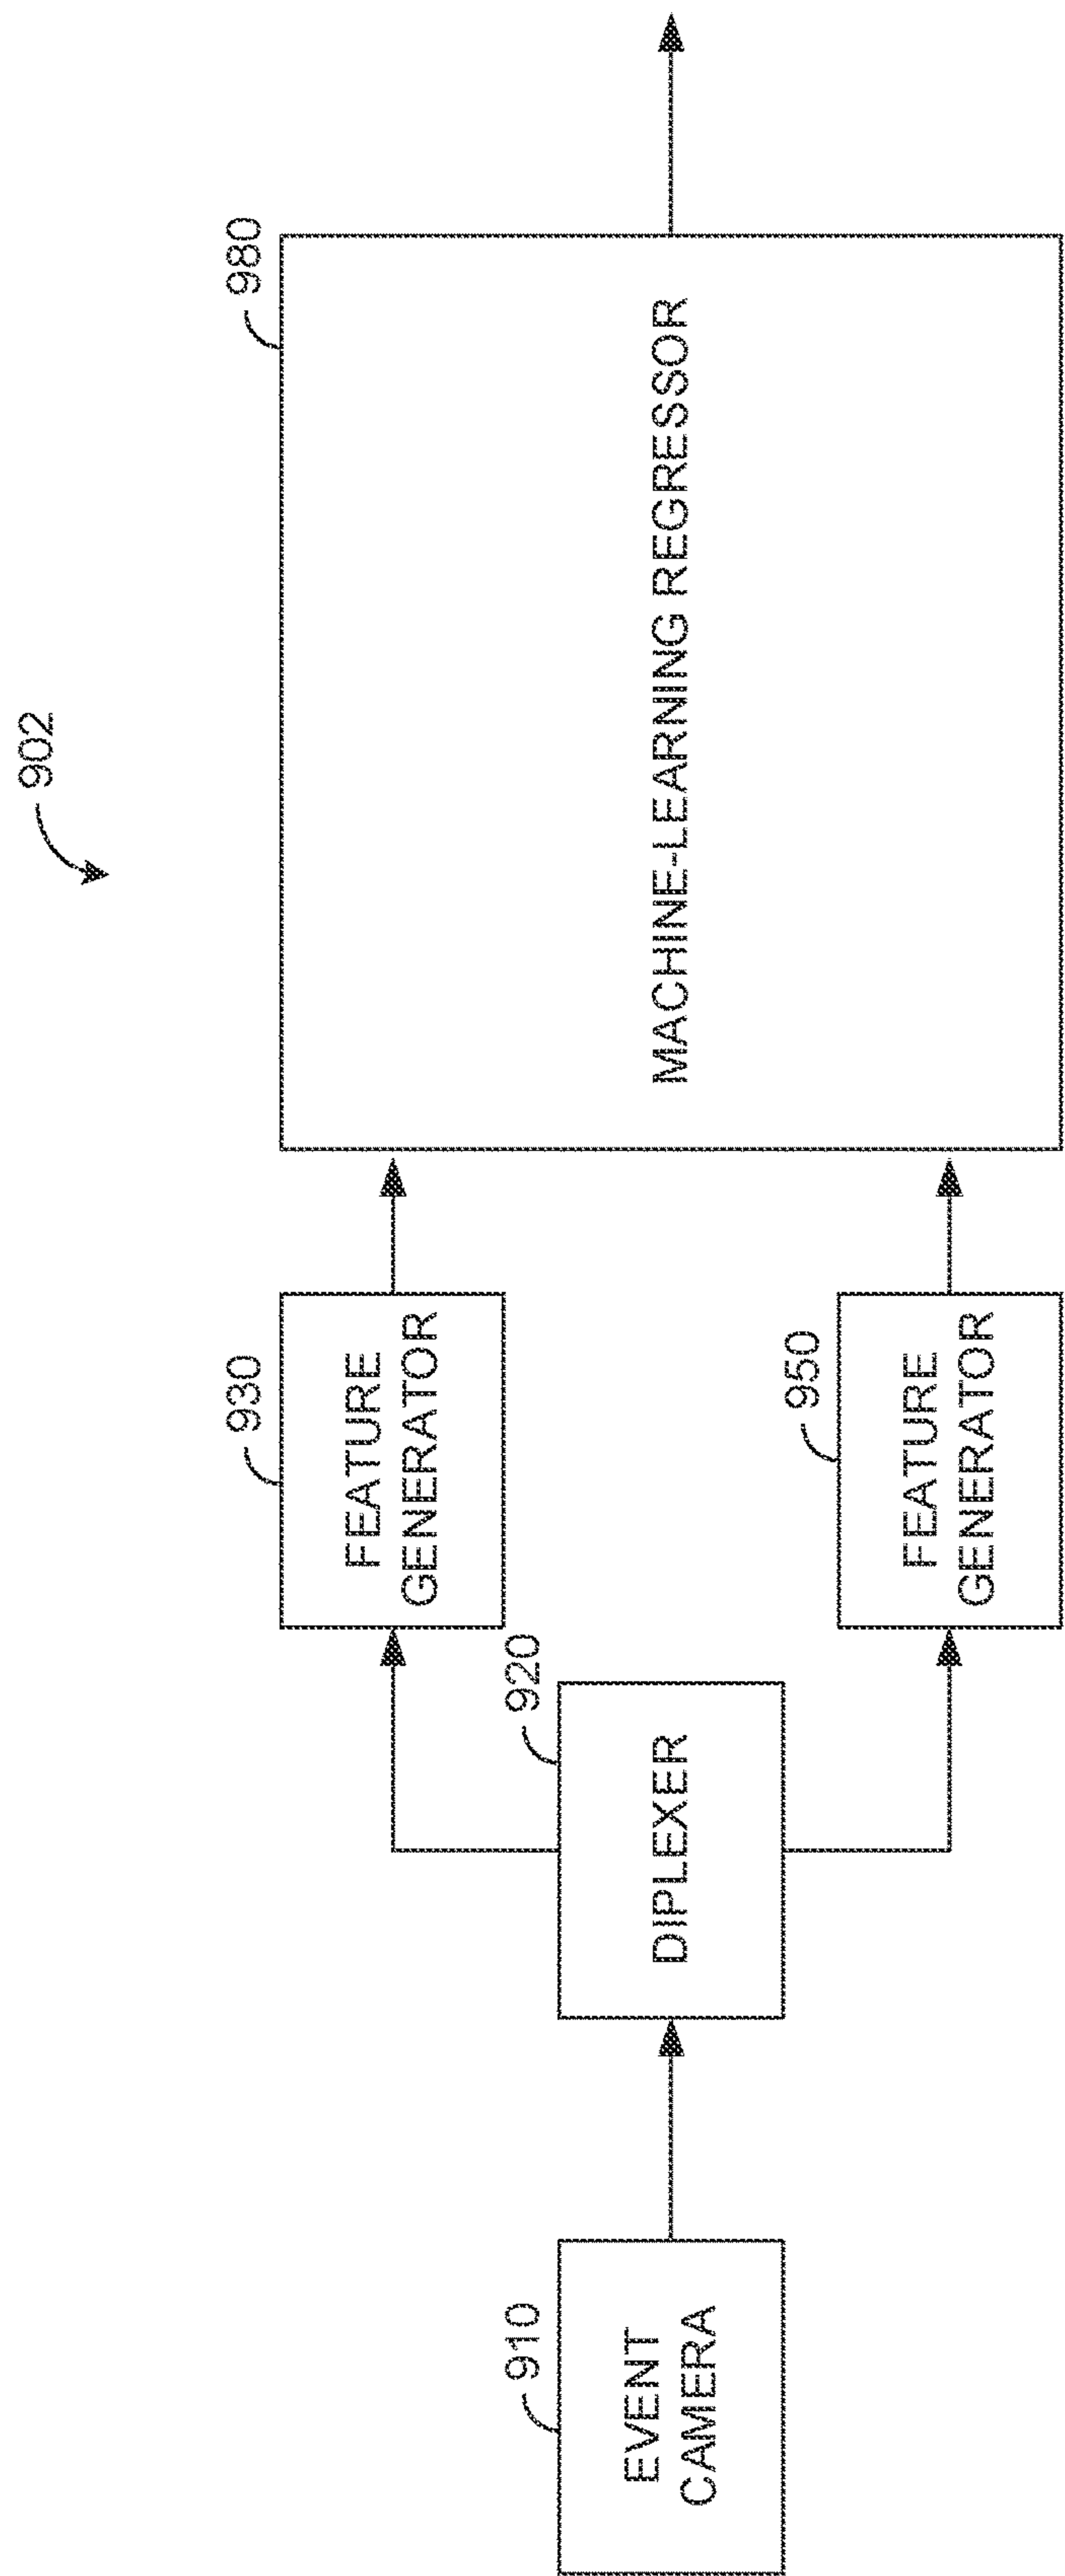 902
910
EVENT
CAMERA
920
DIPLEXER
930
FEATURE
GENERATOR
950
FEATURE
GENERATOR
980
MACHINE-LEARNING REGRESSOR